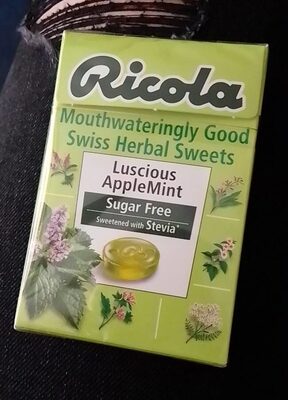 Ricola
Mouthwateringly Good
Swiss Herbal Sweets
Luscious
AppleMint
Sugar Free
Sweetened with Stevia*